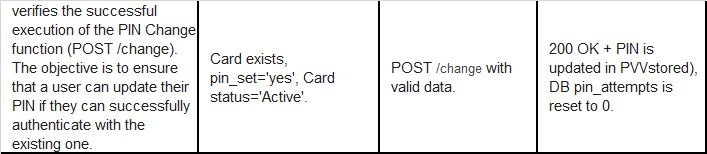 verifies the successful
execution of the PIN Change
function (POST /change).
The objective is to ensure
that a user can update their
PIN if they can successfully
authenticate with the
existing one.
Card exists,
pin_set='yes', Card
status='Active'.
POST /change with
valid data.
200 OK + PIN is
updated in PVVstored),
DB pin_attempts is
reset to 0.